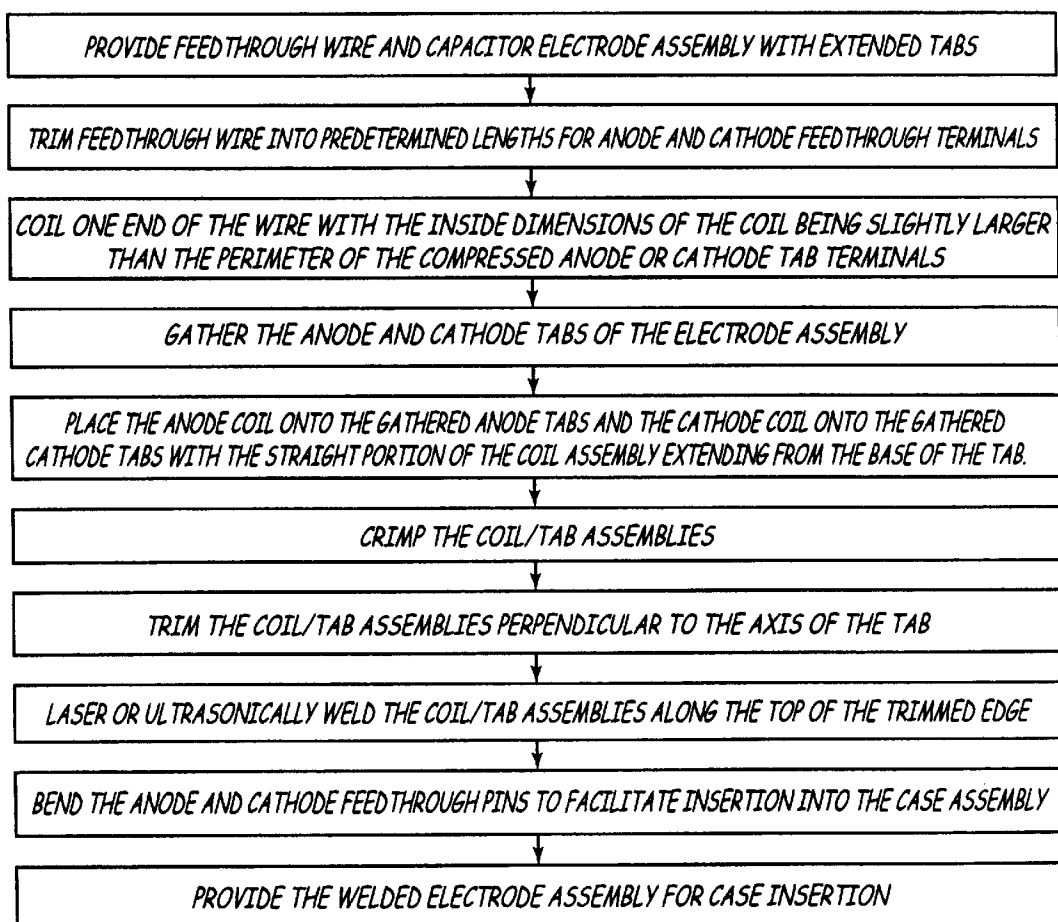 PROVIDE FEEDTHROUGH WIRE AND CAPACITOR ELECTRODE ASSEMBLY WITH EXTENDED TABS
TRIM FEEDTHROUGH WIRE INTO PREDETERMINED LENGTHS FOR ANODE AND CATHODE FEEDTHROUGH TERMINALS
COIL ONE END OF THE WIRE WITH THE INSIDE DIMENSIONS OF THE COIL BEING SLIGHTLY LARGER
THAN THE PERIMETER OF THE COMPRESSED ANODE OR CATHODE TAB TERMINALS
GATHER THE ANODE AND CATHODE TABS OF THE ELECTRODE ASSEMBLY
PLACE THE ANODE COIL ONTO THE GATHERED ANODE TABS AND THE CATHODE COIL ONTO THE GATHERED
CATHODE TABS WITH THE STRAIGHT PORTION OF THE COIL ASSEMBLY EXTENDING FROM THE BASE OF THE TAB.
CRIMP THE COIL/TAB ASSEMBLIES
TRIM THE COIL/TAB ASSEMBLIES PERPENDICULAR TO THE AXIS OF THE TAB
LASER OR ULTRASONICALLY WELD THE COIL/TAB ASSEMBLIES ALONG THE TOP OF THE TRIMMED EDGE
BEND THE ANODE AND CATHODE FEEDTHROUGH PINS TO FACILITATE INSERTION INTO THE CASE ASSEMBLY
PROVIDE THE WELDED ELECTRODE ASSEMBLY FOR CASE INSERTION